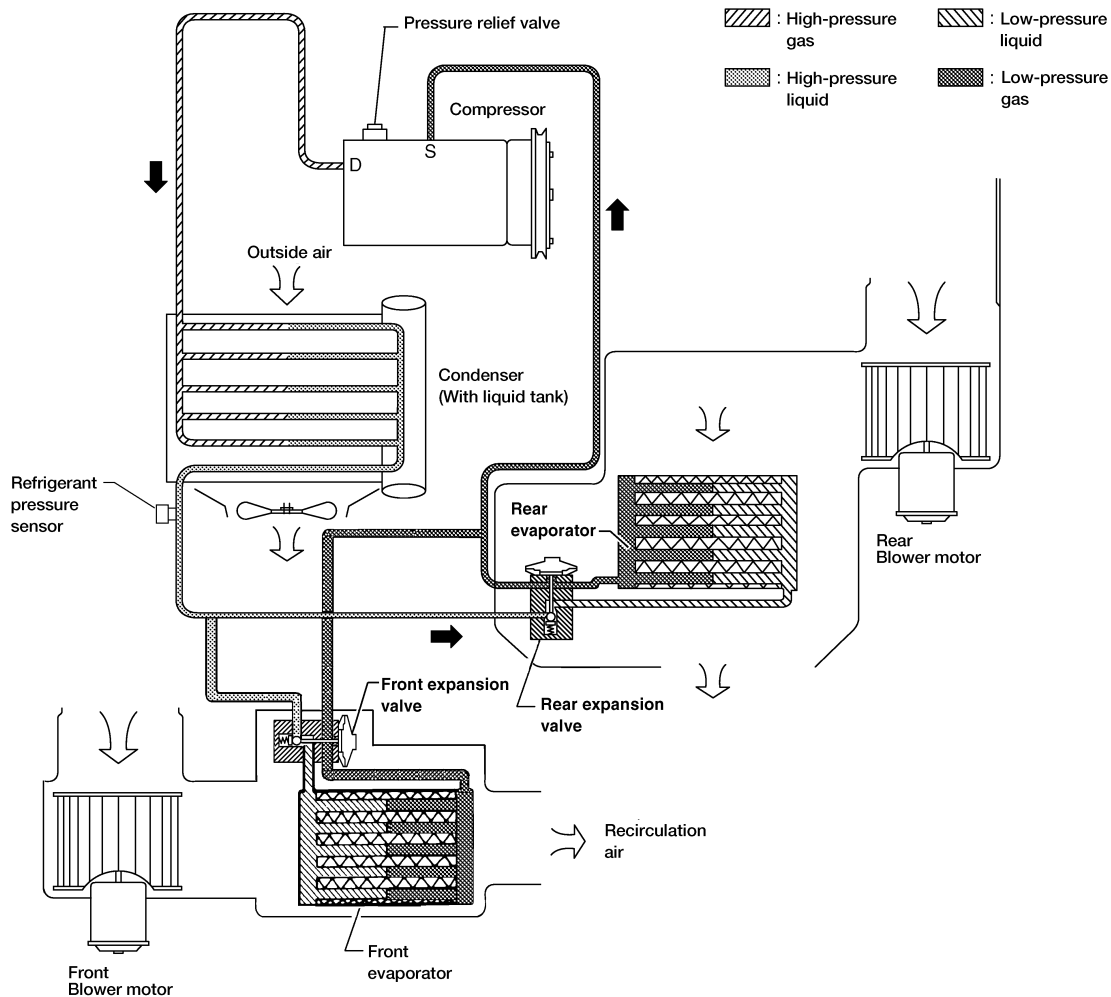 Pressure relief valve
: High-pressure
gas
: Low-pressure
liquid
: High-pressure
liquid
: Low-pressure
gas
Compressor
S
D
Outside air
Condenser
(With liquid tank)
Refrigerant
pressure
sensor
Rear
evaporator
Rear
Blower motor
Front expansion
valve
Rear expansion
valve
Recirculation
air
Front
evaporator
Front
Blower motor